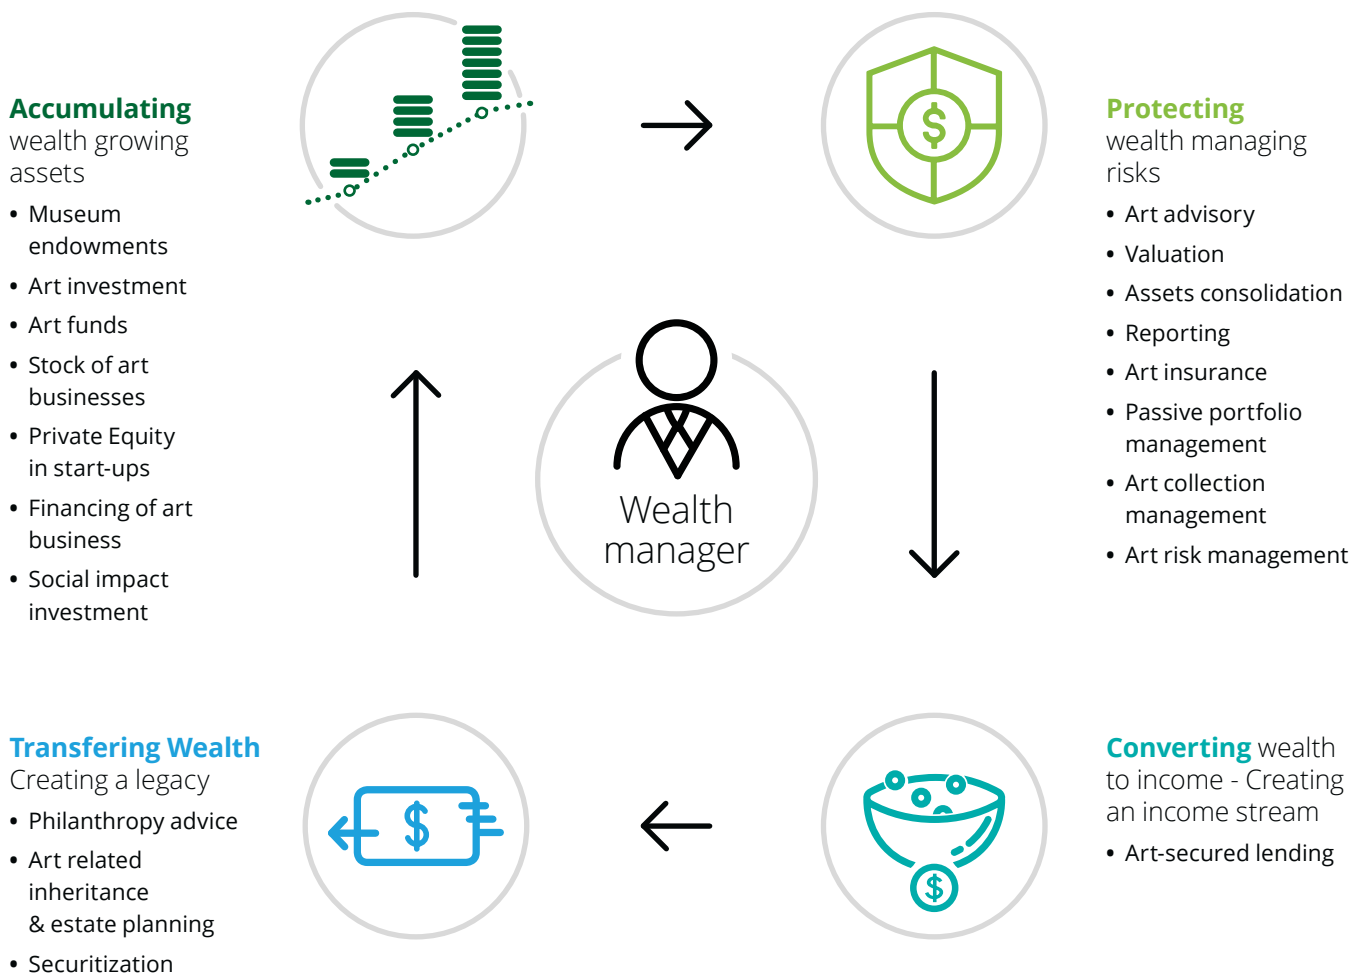 Accumulating
wealth growing
assets
• Museum
endowments
• Art investment
• Art funds
• Stock of art
businesses
• Private Equity
in start-ups
• Financing of art
business
• Social impact
investment
$
Protecting
wealth managing
risks
• Art advisory
• Valuation
• Assets consolidation
• Reporting
• Art insurance
• Passive portfolio
management
• Art collection
management
• Art risk management
Wealth
manager
Transfering Wealth
Creating a legacy
• Philanthropy advice
• Art related
inheritance
& estate planning
• Securitization
$
$
Converting wealth
to income - Creating
an income stream
• Art-secured lending